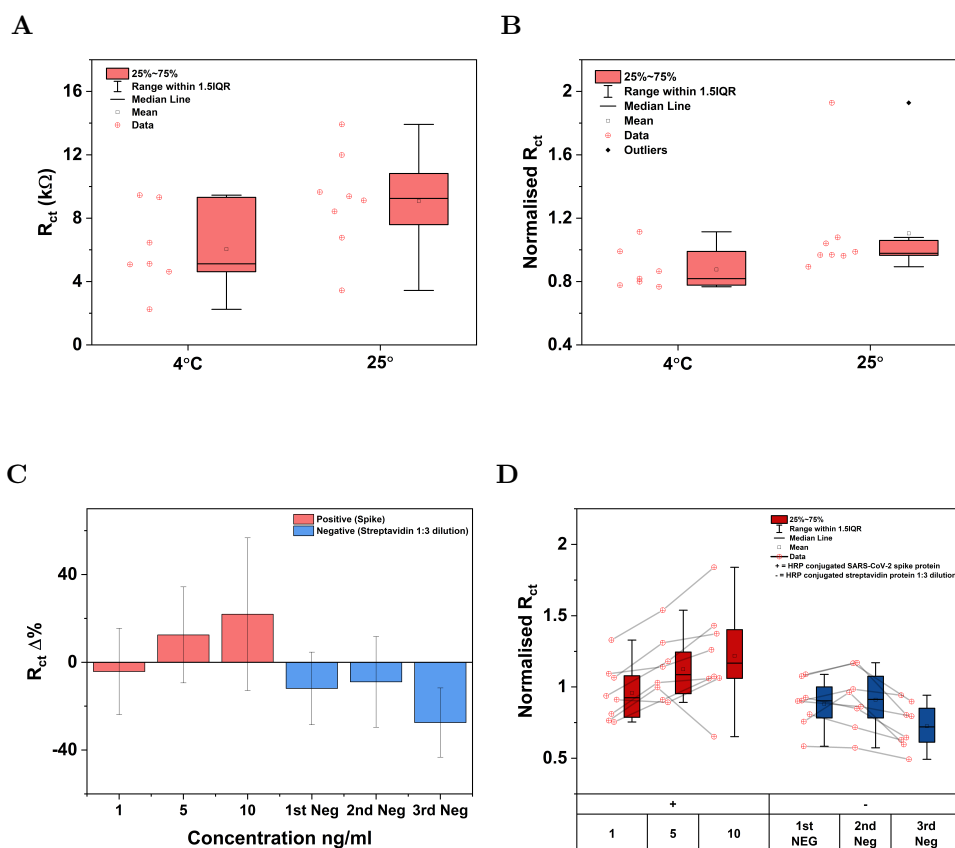 A
25%~75%
Range within 1.5IQR
Median Line
Mean
Data
16
12
8
4
0
Rct (kΩ)
4°C
25°
B
25%~75%
Range within 1.5IQR
Median Line
Mean
Data
Outliers
2
1.6
1.2
0.8
0.4
Normalised Rct
4°C
25°
C
Positive (Spike)
Negative (Streptavidin 1:3 dilution)
40
0
-40
Rct Δ%
1
5
10
1st Neg
2nd Neg
3rd Neg
Concentration ng/ml
D
25%~75%
Range within 1.5IQR
Median Line
Mean
Data
+ = HRP conjugated SARS-CoV-2 spike protein
- = HRP conjugated streptavidin protein 1:3 dilution
2
1.5
1
0.5
Normalised Rct
+
-
1
5
10
1st
NEG
2nd
Neg
3rd
Neg